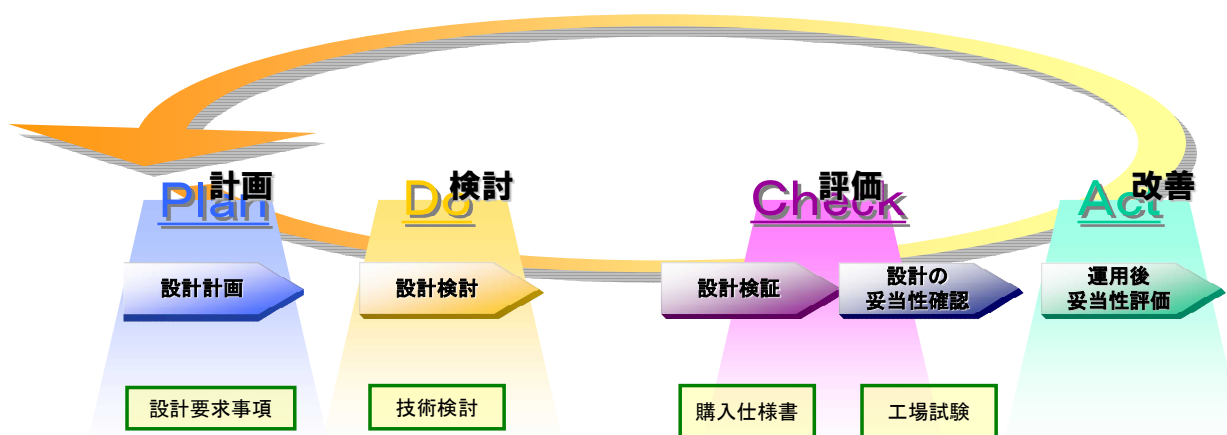 Plan 計画
Do 検討
Check 評価
Act 改善
設計計画
設計検討
設計検証
設計の
妥当性確認
運用後
妥当性評価
設計要求事項
技術検討
購入仕様書
工場試験